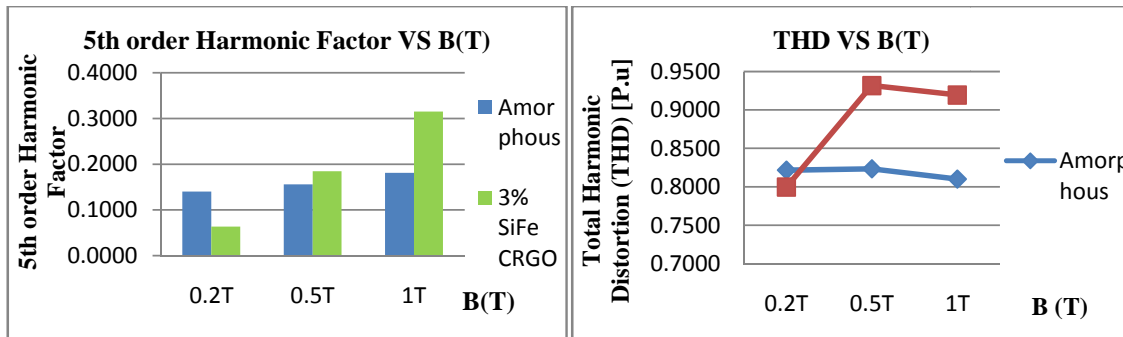 5th order Harmonic Factor VS B(T)
5th order Harmonic
Factor
0.4000
0.3000
0.2000
0.1000
0.0000
0.2T
0.5T
1T
B(T)
Amor
phous
3%
SiFe
CRGO
THD VS B(T)
Total Harmonic
Distortion (THD) [P.u]
0.9500
0.9000
0.8500
0.8000
0.7500
0.7000
0.2T
0.5T
1T
B (T)
Amorp
hous